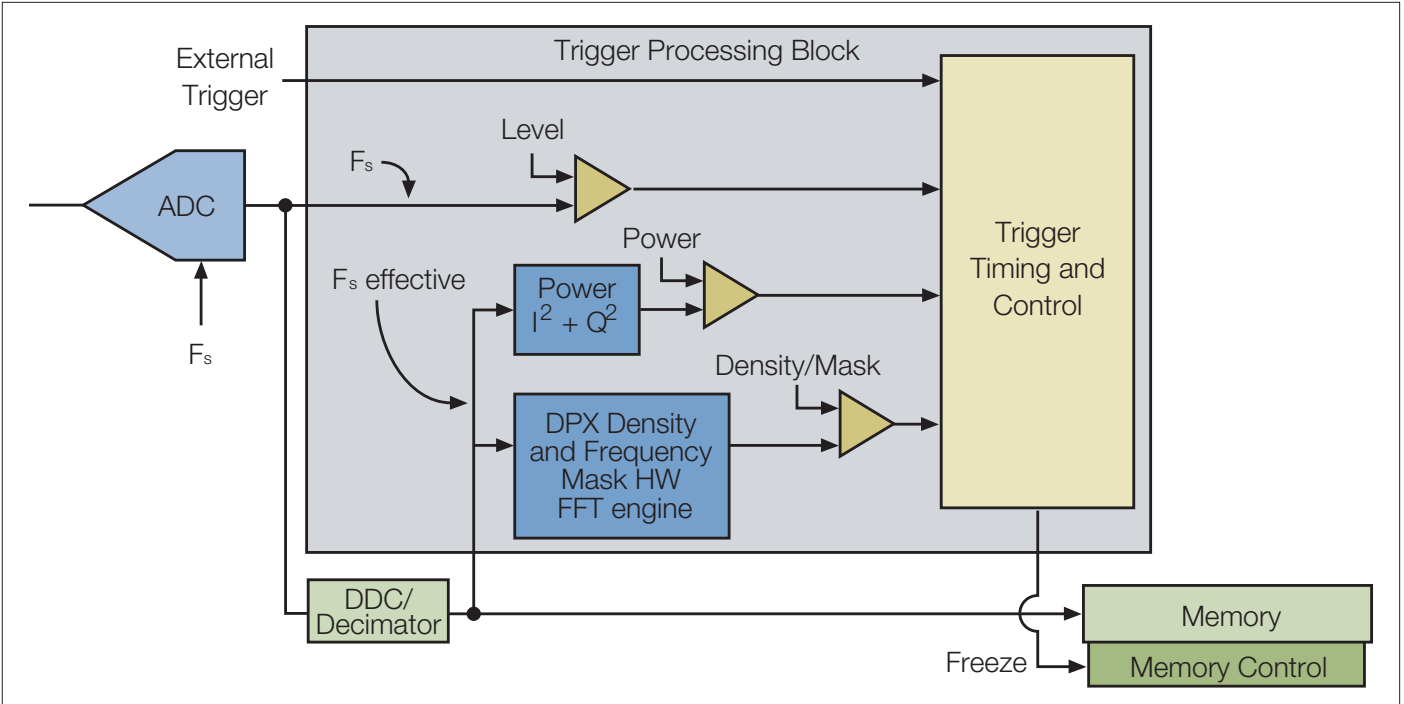 Trigger Processing Block
External
Trigger
Level
Fs
ADC
Power
Fs effective
Power
I² + Q²
Trigger
Timing and
Control
Fs
Density/Mask
DPX Density
and Frequency
Mask HW
FFT engine
DDC/
Decimator
Memory
Freeze
Memory Control